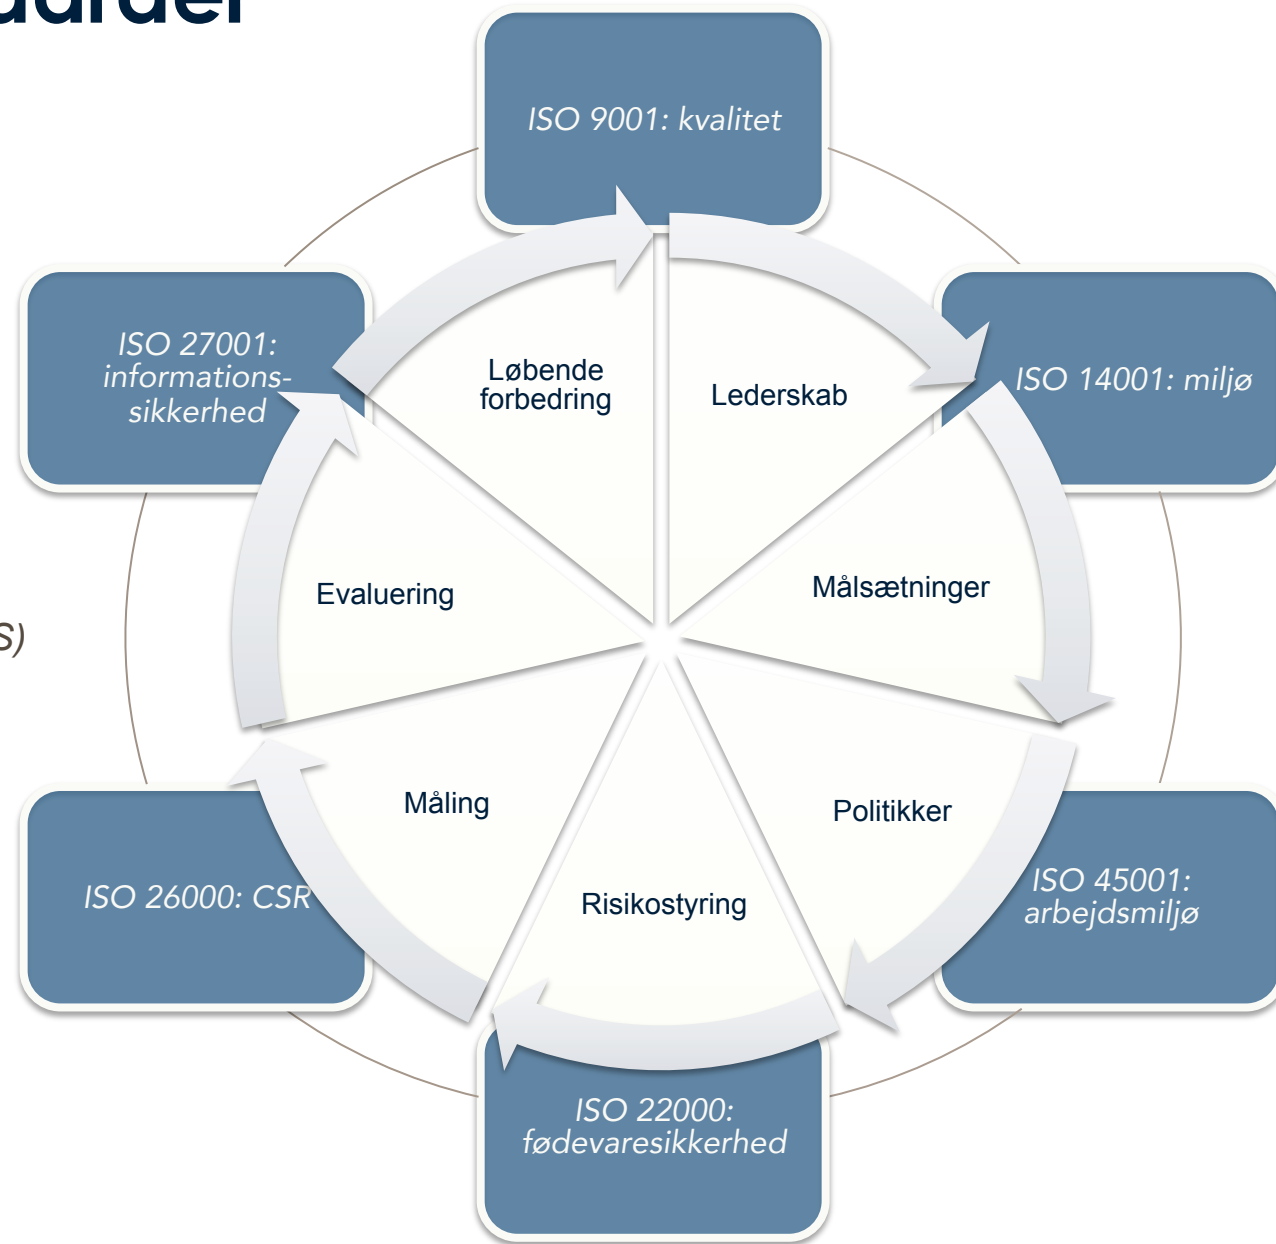 ISO 9001: kvalitet
ISO 27001:
informations-
sikkerhed
Løbende
forbedring
Lederskab
ISO 14001: miljø
Evaluering
Målsætninger
S)
Måling
Politikker
ISO 26000: CSR
Risikostyring
ISO 45001:
arbejdsmiljø
ISO 22000:
fødevaresikkerhed